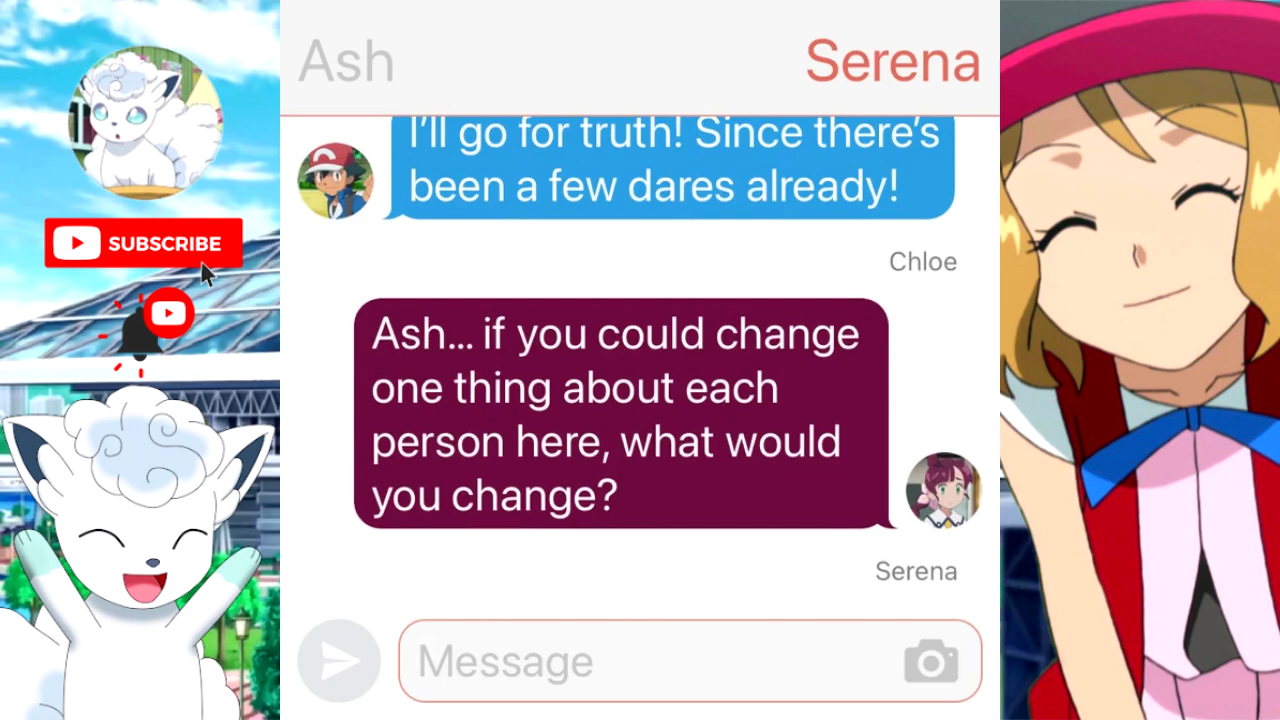 Ash
Serena
I'll go for truth! Since there's
been a few dares already!
SUBSCRIBE
Chloe
Ash... if you could change
one thing about each
person here, what would
you change?
Serena
Message